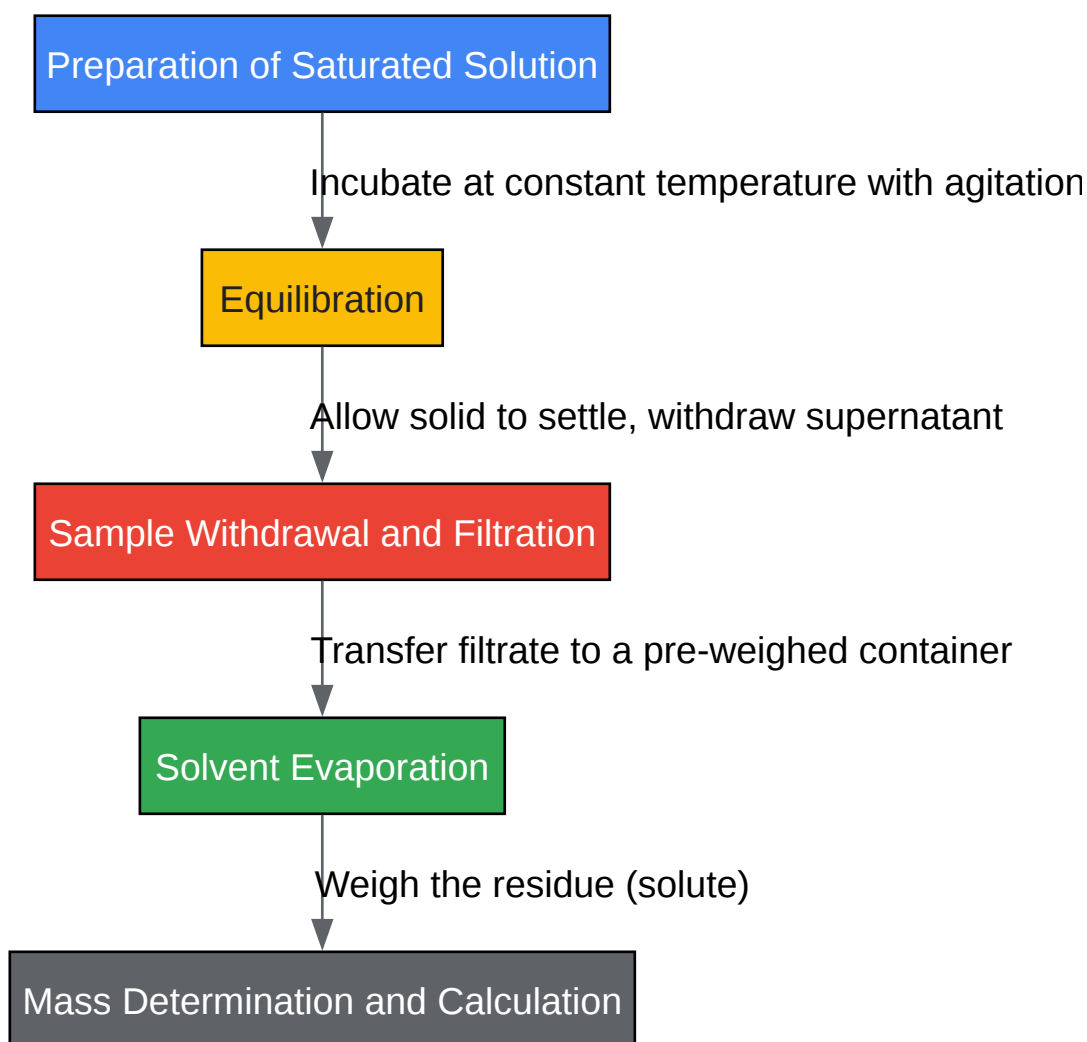 Preparation of Saturated Solution
Incubate at constant temperature with agitation
Equilibration
Allow solid to settle, withdraw supernatant
Sample Withdrawal and Filtration
Transfer filtrate to a pre-weighed container
Solvent Evaporation
Weigh the residue (solute)
Mass Determination and Calculation